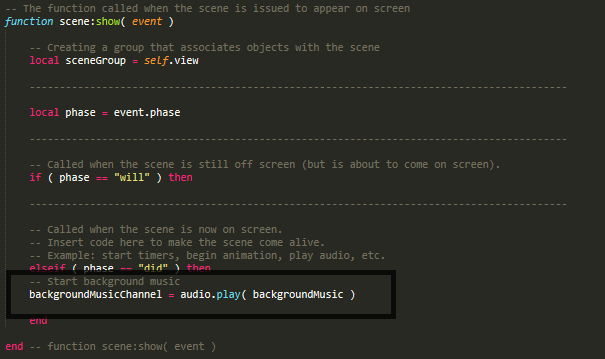 -- The function called when the scene is issued to appear on screen
function scene:show( event )
-- Creating a group that associates objects with the scene
local sceneGroup = self.view
-----------------------------------------------------------------------------------------
local phase = event.phase
-----------------------------------------------------------------------------------------
-- Called when the scene is still off screen (but is about to come on screen).
if ( phase == "will" ) then
-----------------------------------------------------------------------------------------
-- Called when the scene is now on screen.
-- Insert code here to make the scene come alive.
-- Example: start timers, begin animation, play audio, etc.
elseif ( phase == "did" ) then
-- Start background music
backgroundMusicChannel = audio.play( backgroundMusic )
end
end -- function scene:show( event )